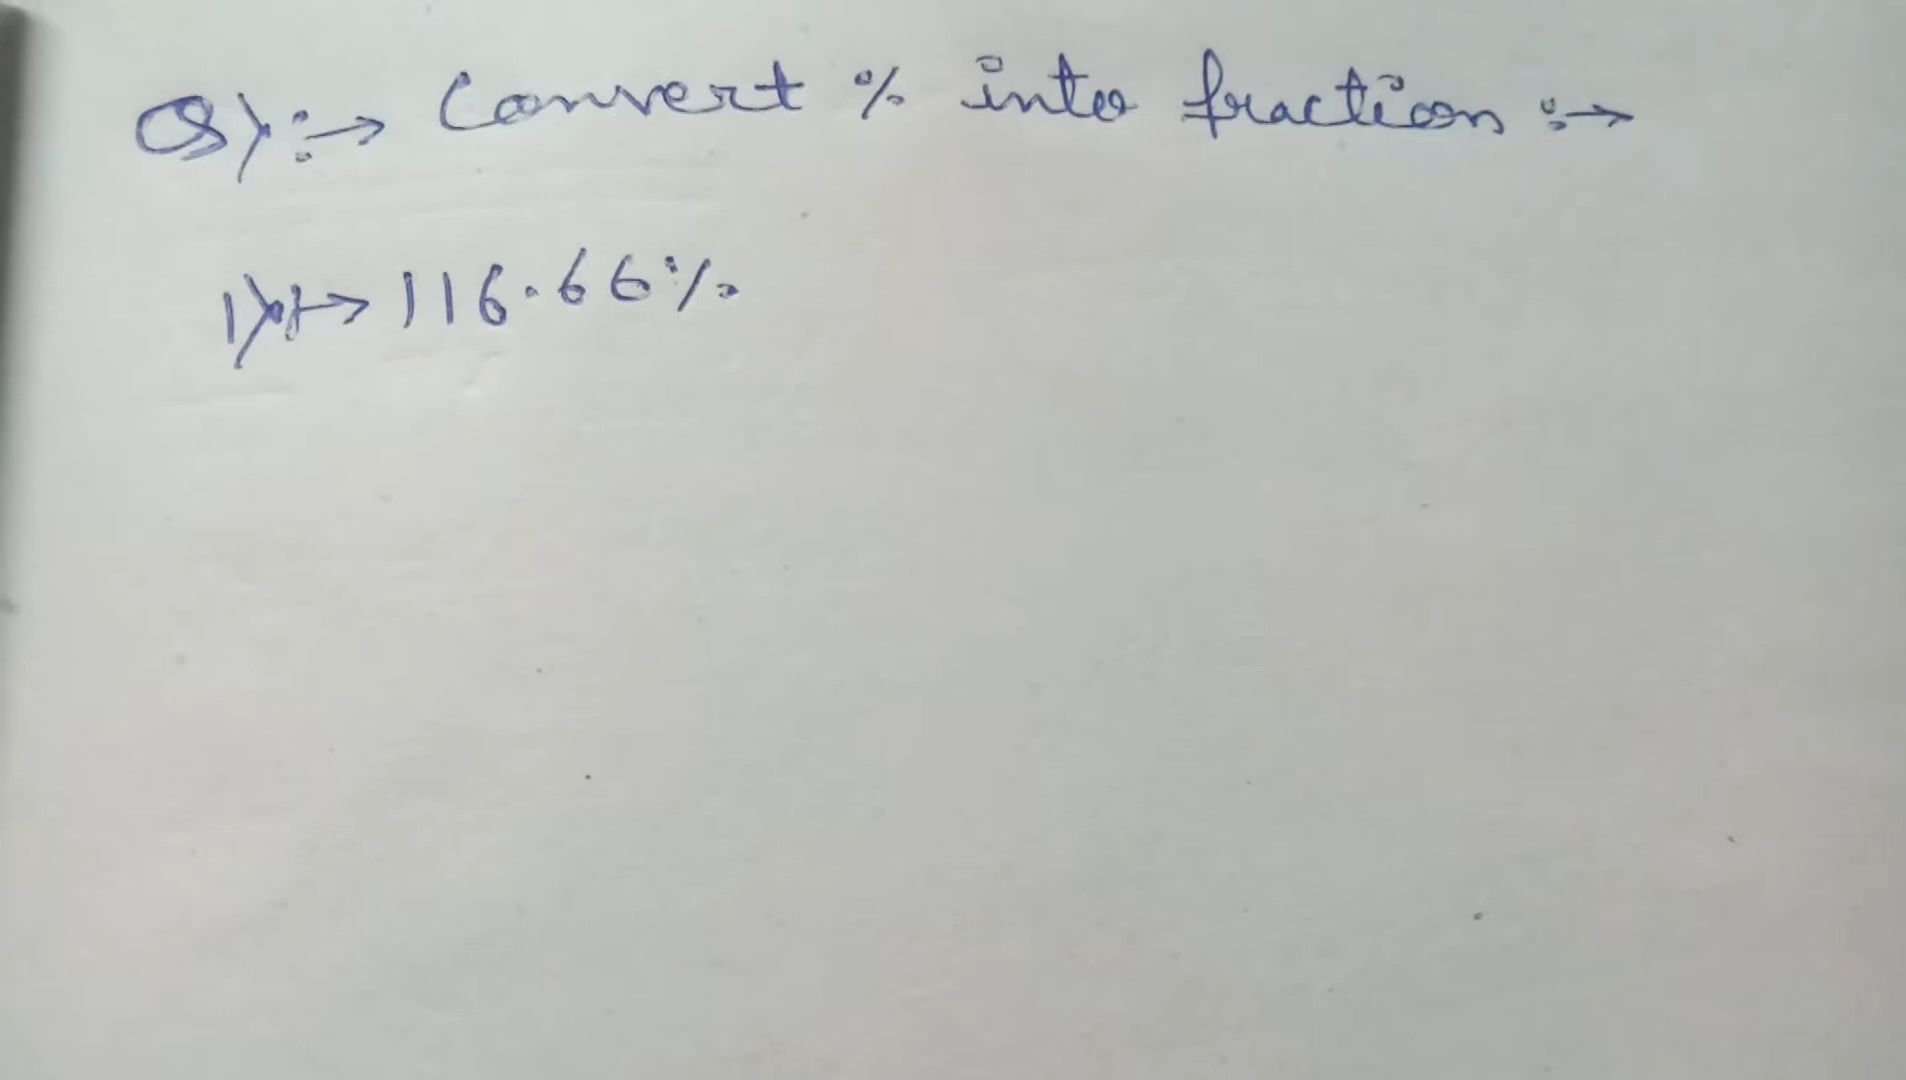 Q):→ Convert % into fraction :→
1):→ 116.66%